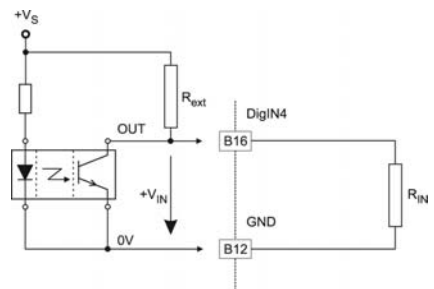 +VS
Rext
OUT
DigIN4
B16
+VIN
RIN
GND
0V
B12